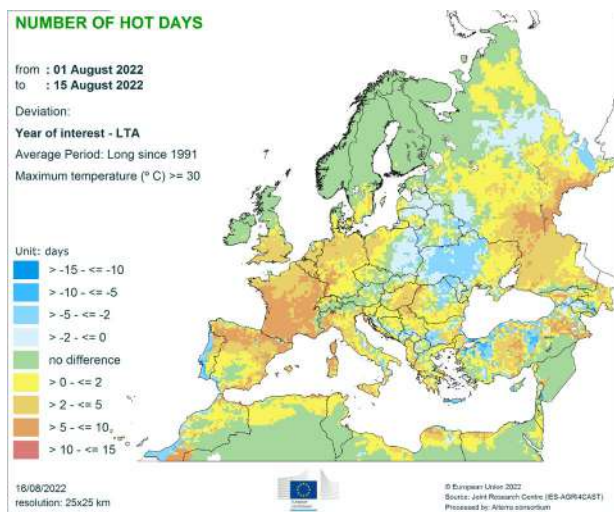 NUMBER OF HOT DAYS
from : 01 August 2022
to : 15 August 2022
Deviation:
Year of interest - LTA
Average Period: Long since 1991
Maximum temperature (º C) >= 30
Unit: days
> -15 - <= -10
> -10 - <= -5
> -5 - <= -2
> -2 - <= 0
no difference
> 0 - <= 2
> 2 - <= 5
> 5 - <= 10
> 10 - <= 15
16/08/2022
resolution: 25x25 km
© European Union 2022
Source: Joint Research Centre (IES-AGRI4CAST)
Processed by: Alterra consortium